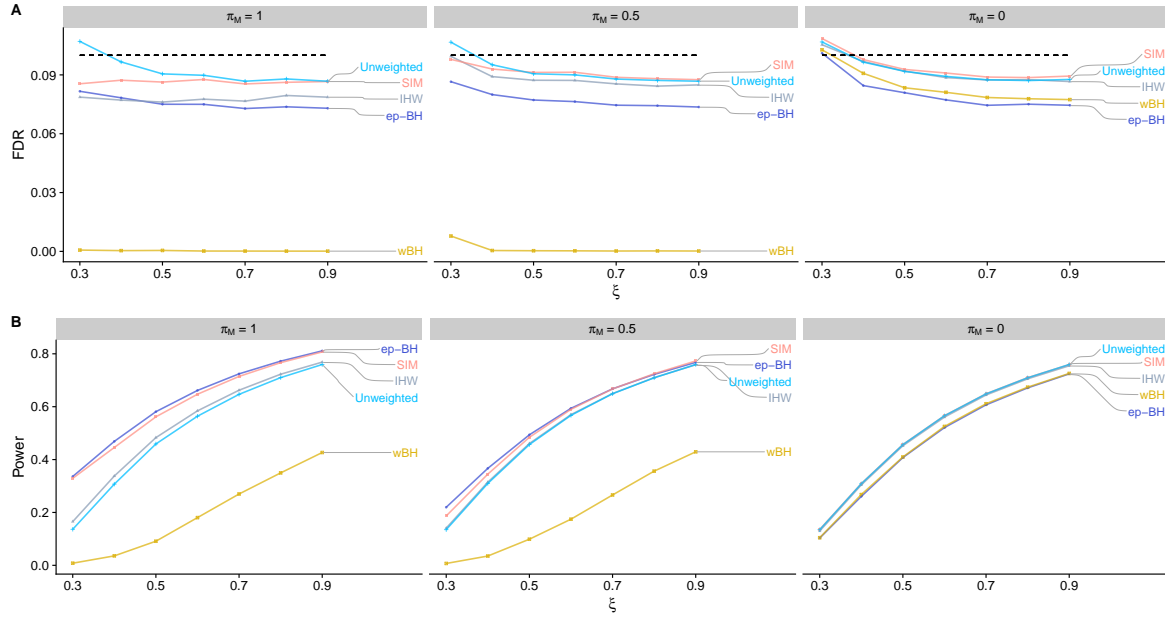 A
π_M = 1
π_M = 0.5
π_M = 0
FDR
0.09
0.06
0.03
0.00
Unweighted
SIM
IHW
ep-BH
wBH
SIM
Unweighted
IHW
ep-BH
wBH
SIM
Unweighted
IHW
wBH
ep-BH
0.3 0.5 0.7 0.9
0.3 0.5 0.7 0.9
0.3 0.5 0.7 0.9
ξ
B
π_M = 1
π_M = 0.5
π_M = 0
Power
0.8
0.6
0.4
0.2
0.0
ep-BH
SIM
IHW
Unweighted
wBH
SIM
ep-BH
Unweighted
IHW
wBH
Unweighted
IHW
wBH
ep-BH
0.3 0.5 0.7 0.9
0.3 0.5 0.7 0.9
0.3 0.5 0.7 0.9
SIM
ξ